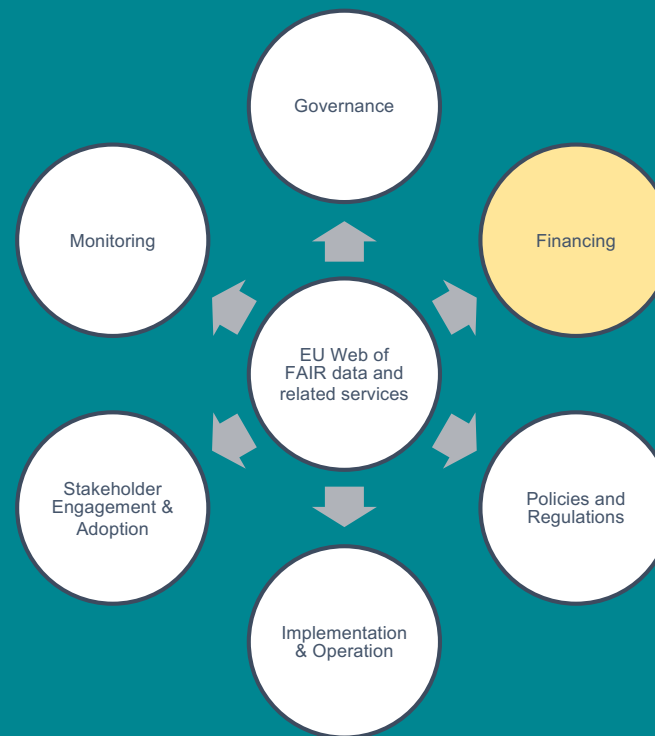 Governance
Monitoring
Financing
EU Web of
FAIR data and
related services
Stakeholder
Engagement &
Adoption
Policies and
Regulations
Implementation
& Operation